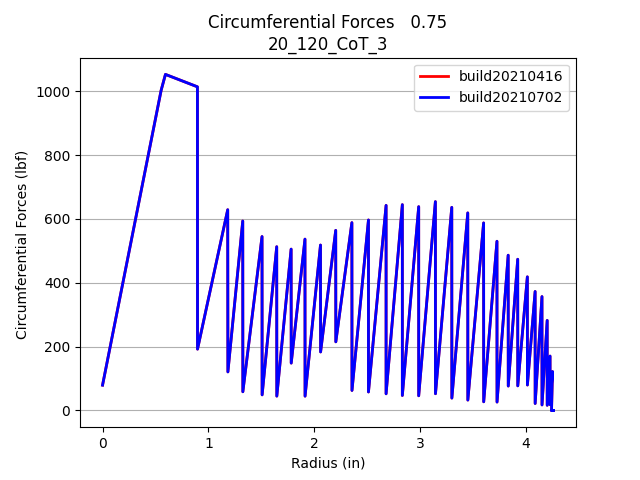 Circumferential Forces   0.75
20_120_CoT_3
build20210416
build20210702
Circumferential Forces (lbf)
1000
800
600
400
200
0
0 1 2 3 4
Radius (in)